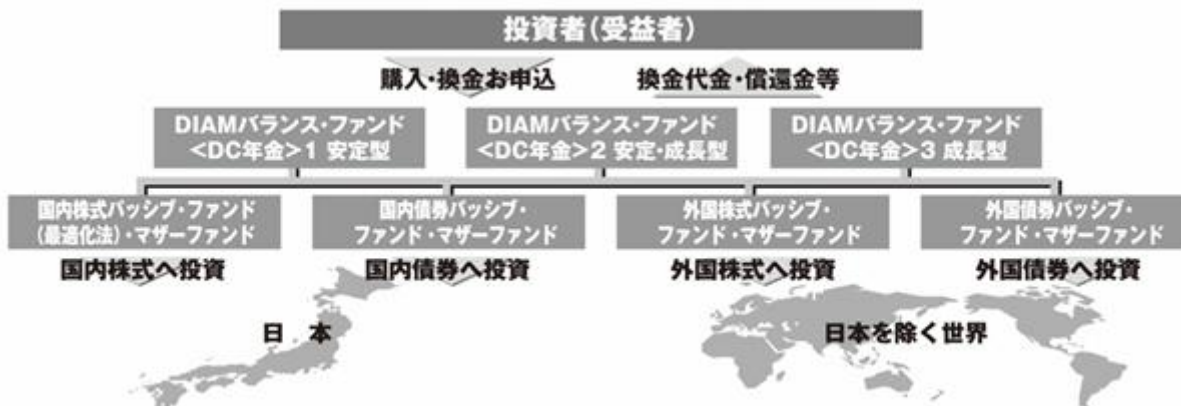 投資者(受益者)
購入・換金お申込
換金代金・償還金等
DIAMバランス・ファンド
<DC年金>1 安定型
DIAMバランス・ファンド
<DC年金>2 安定・成長型
DIAMバランス・ファンド
<DC年金>3 成長型
国内株式パッシブ・ファンド
(最適化法)・マザーファンド
国内債券パッシブ・
ファンド・マザーファンド
外国株式パッシブ・
ファンド・マザーファンド
外国債券パッシブ・
ファンド・マザーファンド
国内株式へ投資
国内債券へ投資
外国株式へ投資
外国債券へ投資
日 本
日本を除く世界